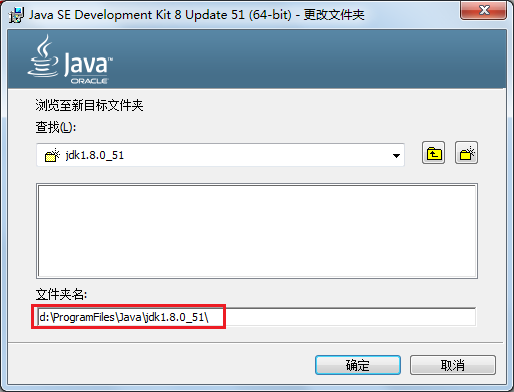 Java SE Development Kit 8 Update 51 (64-bit) - 更改文件夹
Java™
ORACLE
浏览至新目标文件夹
查找(L):
jdk1.8.0_51
文件夹名:
d:\ProgramFiles\Java\jdk1.8.0_51\
确定
取消